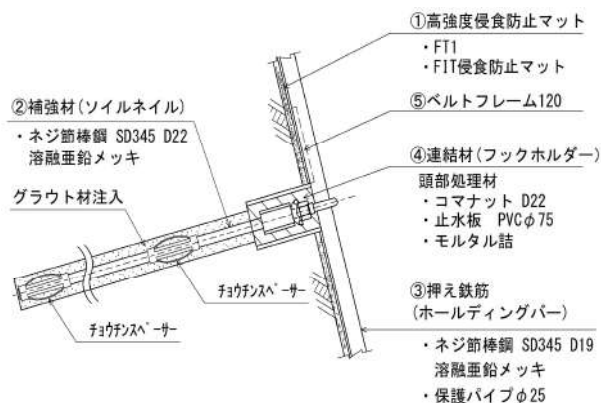 ①高強度侵食防止マット
・FT1
・FIT侵食防止マット
②補強材(ソイルネイル)
・ネジ節棒鋼 SD345 D22
溶融亜鉛メッキ
グラウト材注入
⑤ベルトフレーム120
④連結材(フックホルダー)
頭部処理材
・コマナット D22
・止水板 PVCφ75
・モルタル詰
チョウチンスペーサー
チョウチンスペーサー
③押え鉄筋
(ホールディングバー)
・ネジ節棒鋼 SD345 D19
溶融亜鉛メッキ
・保護パイプφ25